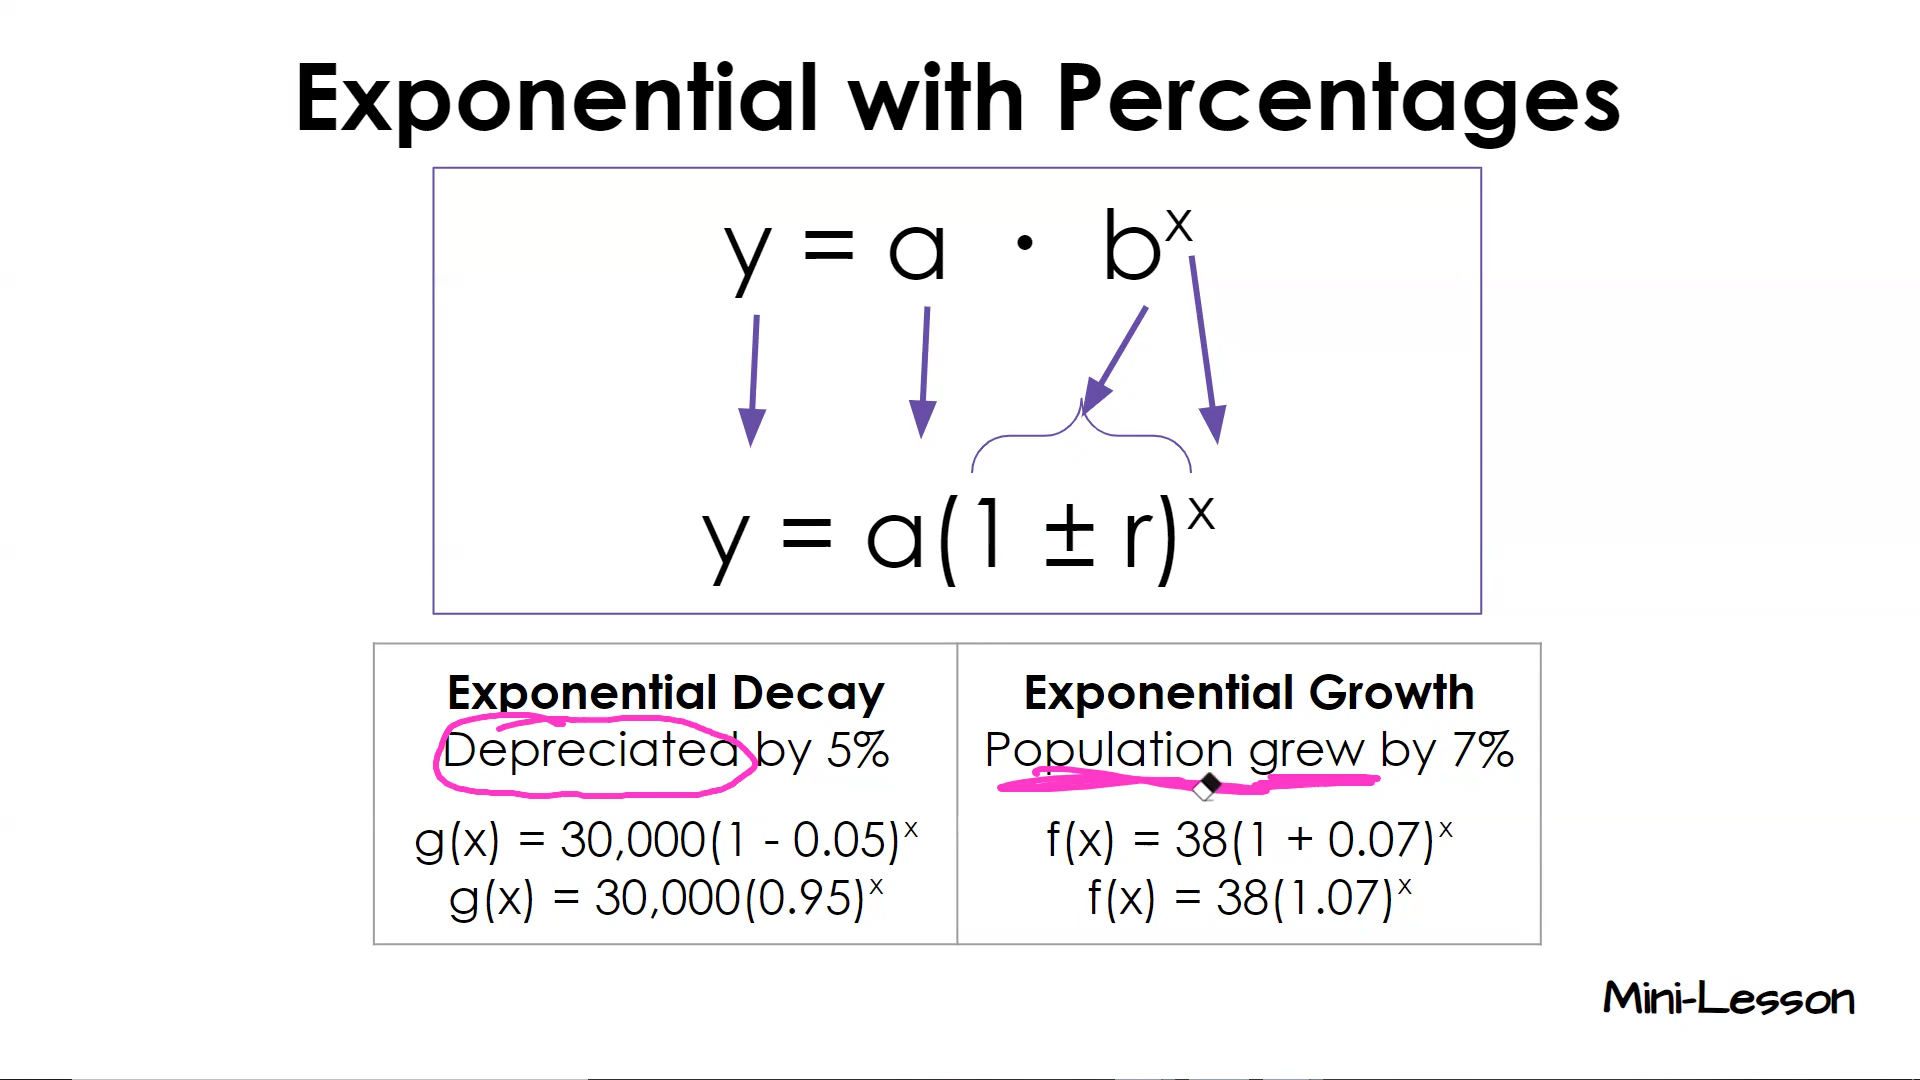 Exponential with Percentages
y = a · bˣ
y = a(1 ± r)ˣ
Exponential Decay
Depreciated by 5%
g(x) = 30,000(1 - 0.05)ˣ
g(x) = 30,000(0.95)ˣ
Exponential Growth
Population grew by 7%
f(x) = 38(1 + 0.07)ˣ
f(x) = 38(1.07)ˣ
Mini-Lesson